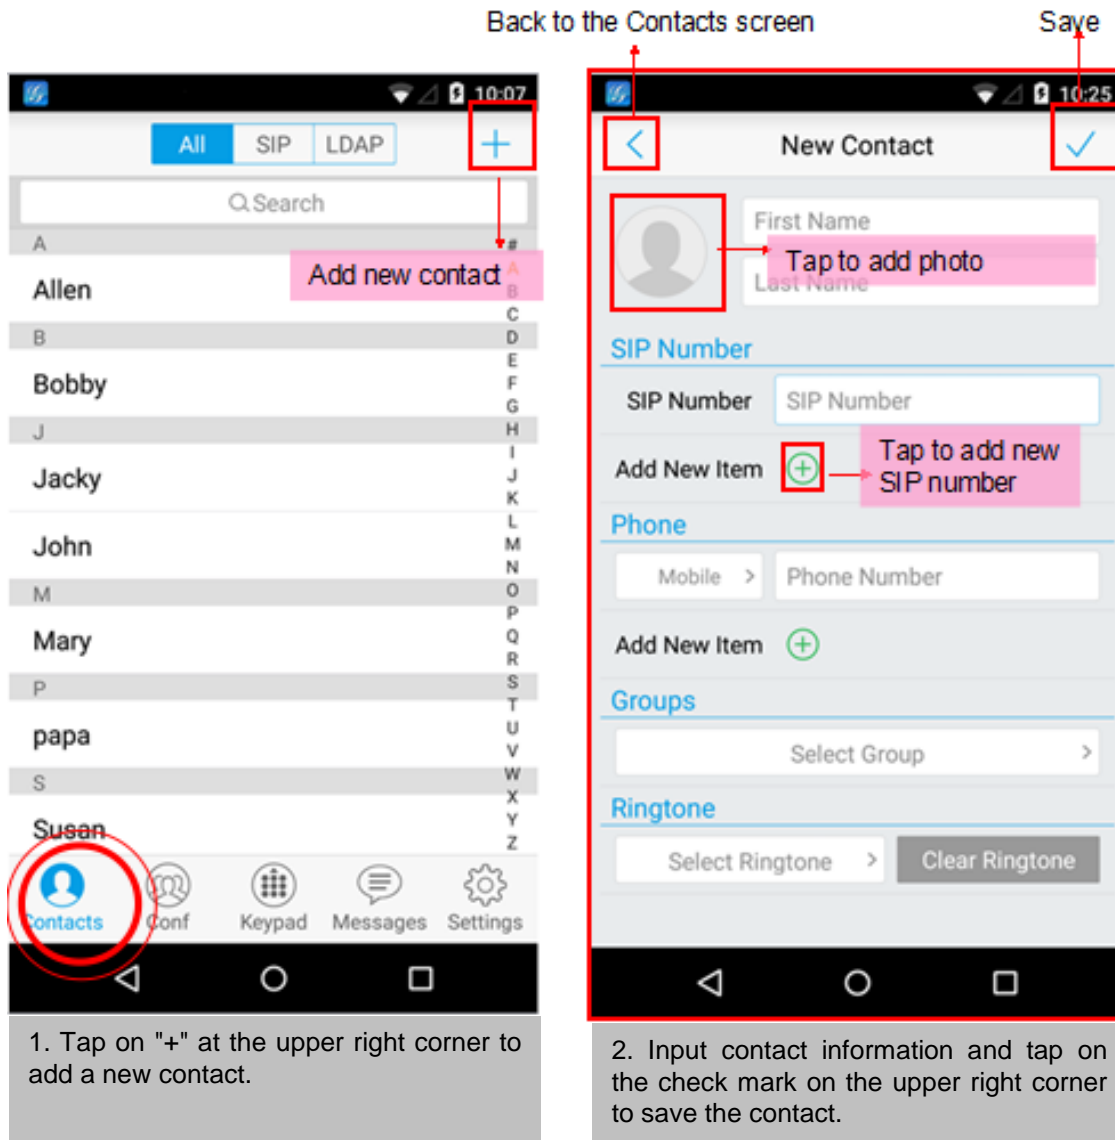 Back to the Contacts screen
Save
10:07
All SIP LDAP +
Search
A
Allen
Add new contact
B
Bobby
J
Jacky
John
M
Mary
P
papa
S
Susan
#
A
B
C
D
E
F
G
H
I
J
K
L
M
N
O
P
Q
R
S
T
U
V
W
X
Y
Z
Contacts Conf Keypad Messages Settings
1. Tap on "+" at the upper right corner to
add a new contact.
10:25
New Contact
First Name
Tap to add photo
Last Name
SIP Number
SIP Number SIP Number
Add New Item
Tap to add new
SIP number
Phone
Mobile > Phone Number
Add New Item
Groups
Select Group >
Ringtone
Select Ringtone > Clear Ringtone
2. Input contact information and tap on
the check mark on the upper right corner
to save the contact.